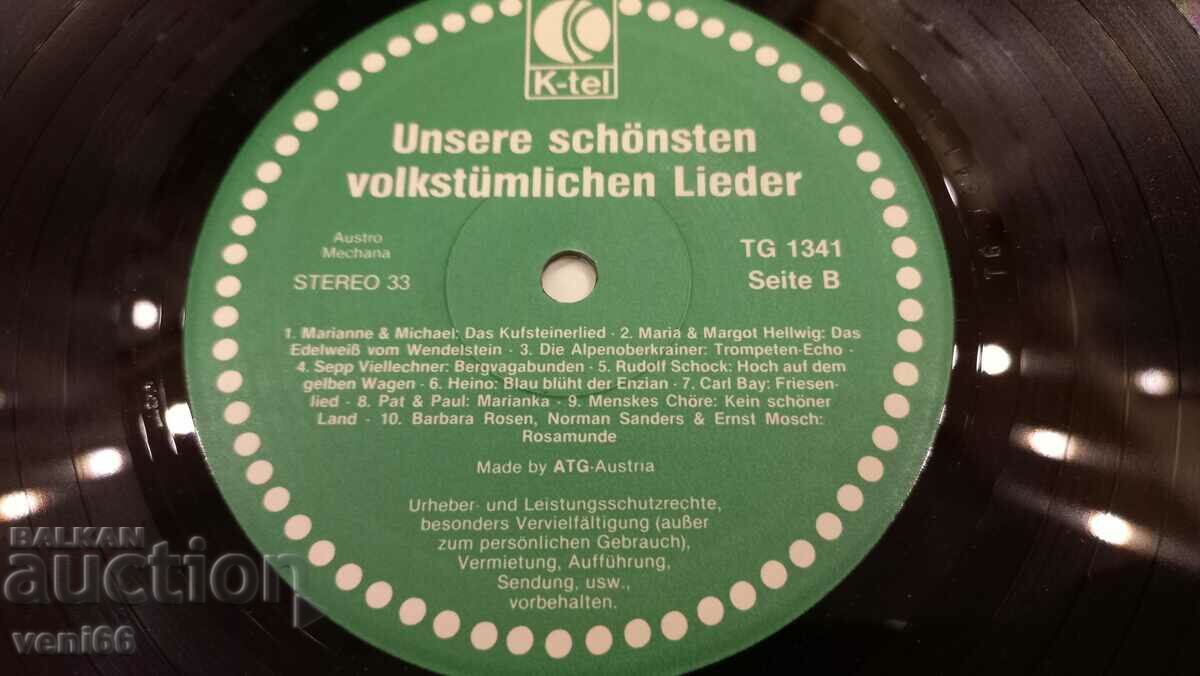 K-tel
Unsere schönsten
volkstümlichen Lieder
Austro
Mechana
STEREO 33
TG 1341
Seite B
1. Marianne & Michael: Das Kufsteinerlied · 2. Maria & Margot Hellwig: Das
Edelweiß vom Wendelstein · 3. Die Alpenoberkrainer: Trompeten-Echo ·
4. Sepp Viellechner: Bergvagabunden · 5. Rudolf Schock: Hoch auf dem
gelben Wagen · 6. Heino: Blau blüht der Enzian · 7. Carl Bay: Friesen-
lied · 8. Pat & Paul: Marianka · 9. Menskes Chöre: Kein schöner
Land · 10. Barbara Rosen, Norman Sanders & Ernst Mosch:
Rosamunde
Made by ATG-Austria
Urheber- und Leistungsschutzrechte,
besonders Vervielfältigung (außer
zum persönlichen Gebrauch),
Vermietung, Aufführung,
Sendung, usw.,
vorbehalten.
BALKAN
auction
veni66